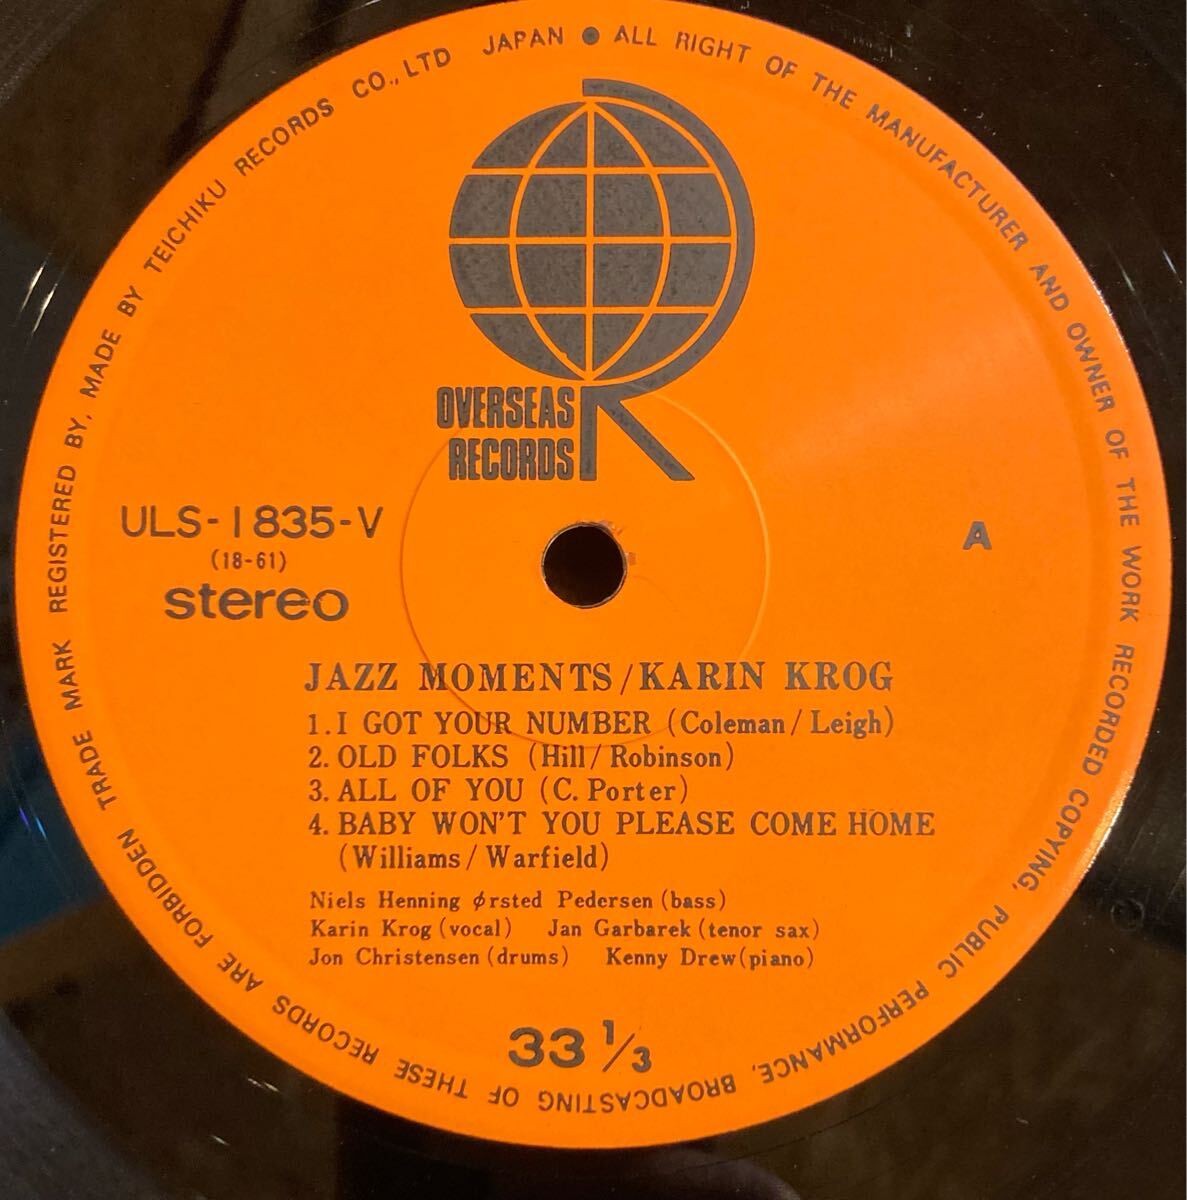 TRADE MARK REGISTERED BY, MADE BY TEICHIKU RECORDS CO., LTD JAPAN ● ALL RIGHT OF THE MANUFACTURER AND OWNER OF THE WORK RECORDED COPYING, PUBLIC PERFORMANCE, BROADCASTING OF THESE RECORDS ARE FORBIDDEN
OVERSEAS
RECORDS
R
ULS-1835-V
(18-61)
stereo
A
JAZZ MOMENTS/KARIN KROG
1. I GOT YOUR NUMBER (Coleman/Leigh)
2. OLD FOLKS (Hill/Robinson)
3. ALL OF YOU (C. Porter)
4. BABY WON'T YOU PLEASE COME HOME
(Williams/Warfield)
Niels Henning Ørsted Pedersen (bass)
Karin Krog (vocal) Jan Garbarek (tenor sax)
Jon Christensen (drums) Kenny Drew (piano)
33 1/3